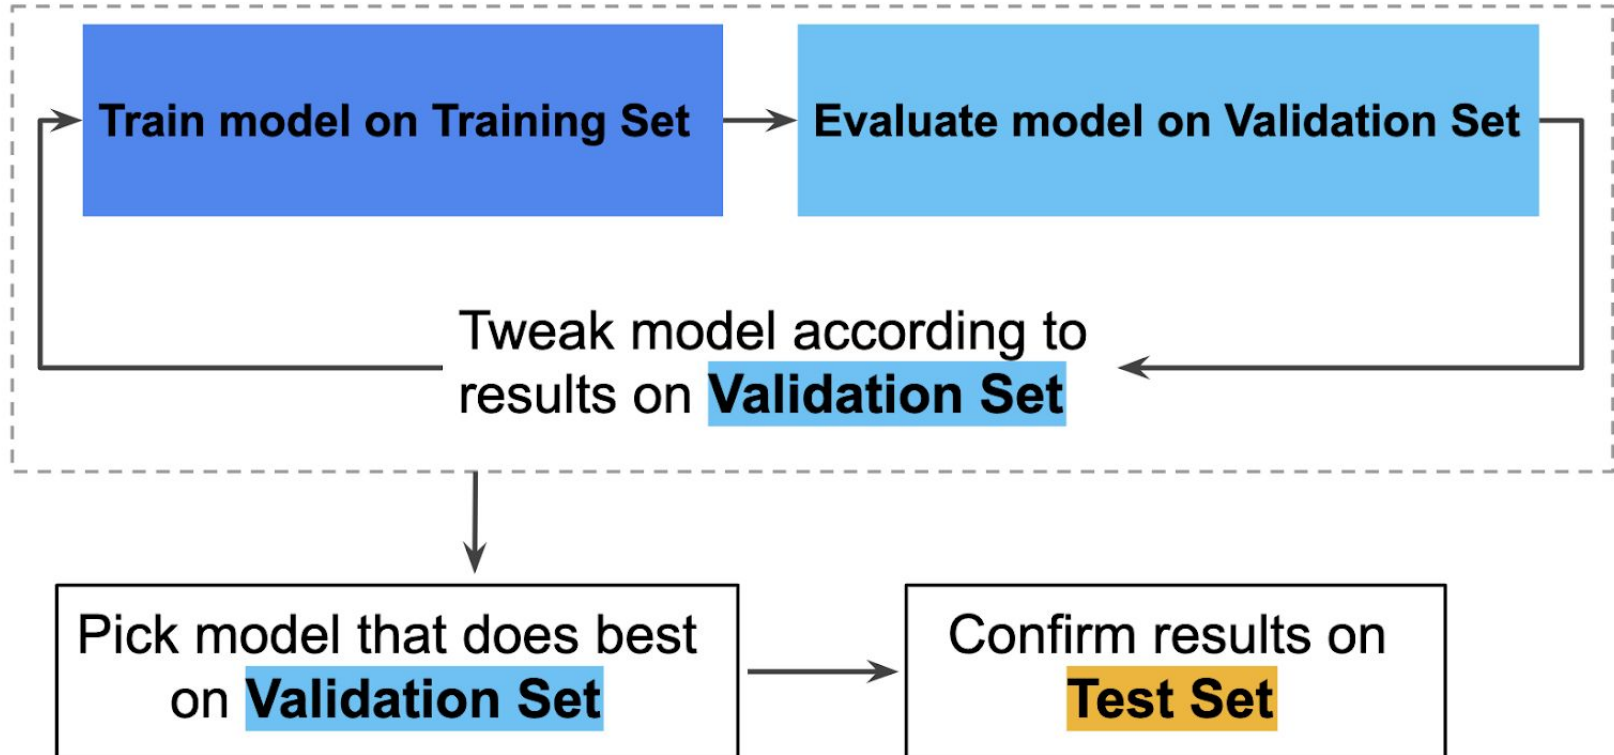 Train model on Training Set
Evaluate model on Validation Set
Tweak model according to
results on Validation Set
Pick model that does best
on Validation Set
Confirm results on
Test Set